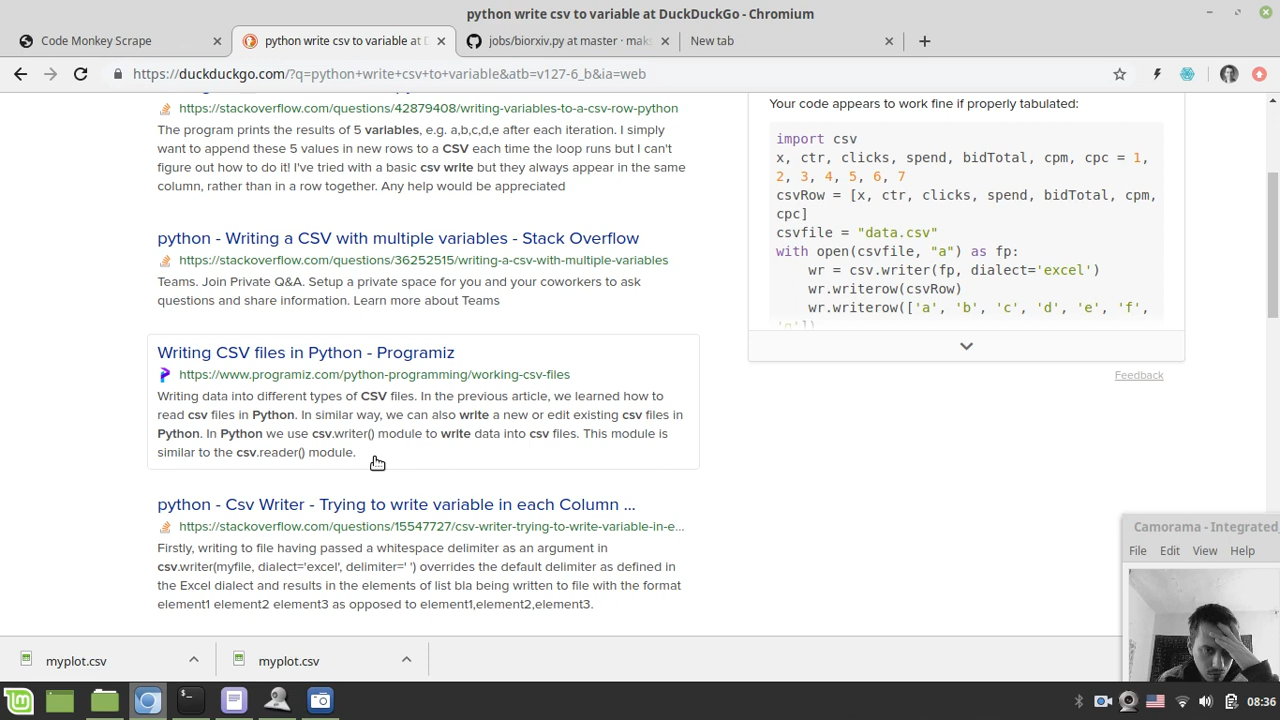 python write csv to variable at DuckDuckGo - Chromium
Code Monkey Scrape
python write csv to variable at D
jobs/biorxiv.py at master · mak
New tab
https://duckduckgo.com/?q=python+write+csv+to+variable&atb=v127-6_b&ia=web
https://stackoverflow.com/questions/42879408/writing-variables-to-a-csv-row-python
The program prints the results of 5 variables, e.g. a,b,c,d,e after each iteration. I simply
want to append these 5 values in new rows to a CSV each time the loop runs but I can't
figure out how to do it! I've tried with a basic csv write but they always appear in the same
column, rather than in a row together. Any help would be appreciated
python - Writing a CSV with multiple variables - Stack Overflow
https://stackoverflow.com/questions/36252515/writing-a-csv-with-multiple-variables
Teams. Join Private Q&A. Setup a private space for you and your coworkers to ask
questions and share information. Learn more about Teams
Writing CSV files in Python - Programiz
https://www.programiz.com/python-programming/working-csv-files
Writing data into different types of CSV files. In the previous article, we learned how to
read csv files in Python. In similar way, we can also write a new or edit existing csv files in
Python. In Python we use csv.writer() module to write data into csv files. This module is
similar to the csv.reader() module.
python - Csv Writer - Trying to write variable in each Column ...
https://stackoverflow.com/questions/15547727/csv-writer-trying-to-write-variable-in-e...
Firstly, writing to file having passed a whitespace delimiter as an argument in
csv.writer(myfile, dialect='excel', delimiter=' ') overrides the default delimiter as defined in
the Excel dialect and results in the elements of list bla being written to file with the format
element1 element2 element3 as opposed to element1,element2,element3.
Your code appears to work fine if properly tabulated:
import csv
x, ctr, clicks, spend, bidTotal, cpm, cpc = 1,
2, 3, 4, 5, 6, 7
csvRow = [x, ctr, clicks, spend, bidTotal, cpm,
cpc]
csvfile = "data.csv"
with open(csvfile, "a") as fp:
wr = csv.writer(fp, dialect='excel')
wr.writerow(csvRow)
wr.writerow(['a', 'b', 'c', 'd', 'e', 'f',
'g'])
Feedback
Camorama - Integrated
File Edit View Help
myplot.csv
myplot.csv
08:36